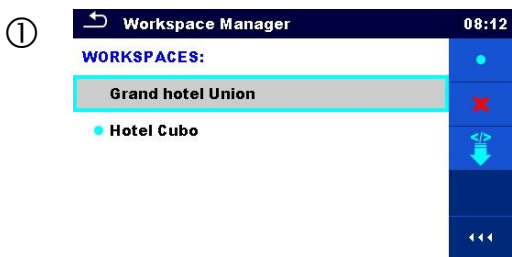 ①
Workspace Manager 08:12
WORKSPACES:
Grand hotel Union
Hotel Cubo
</>